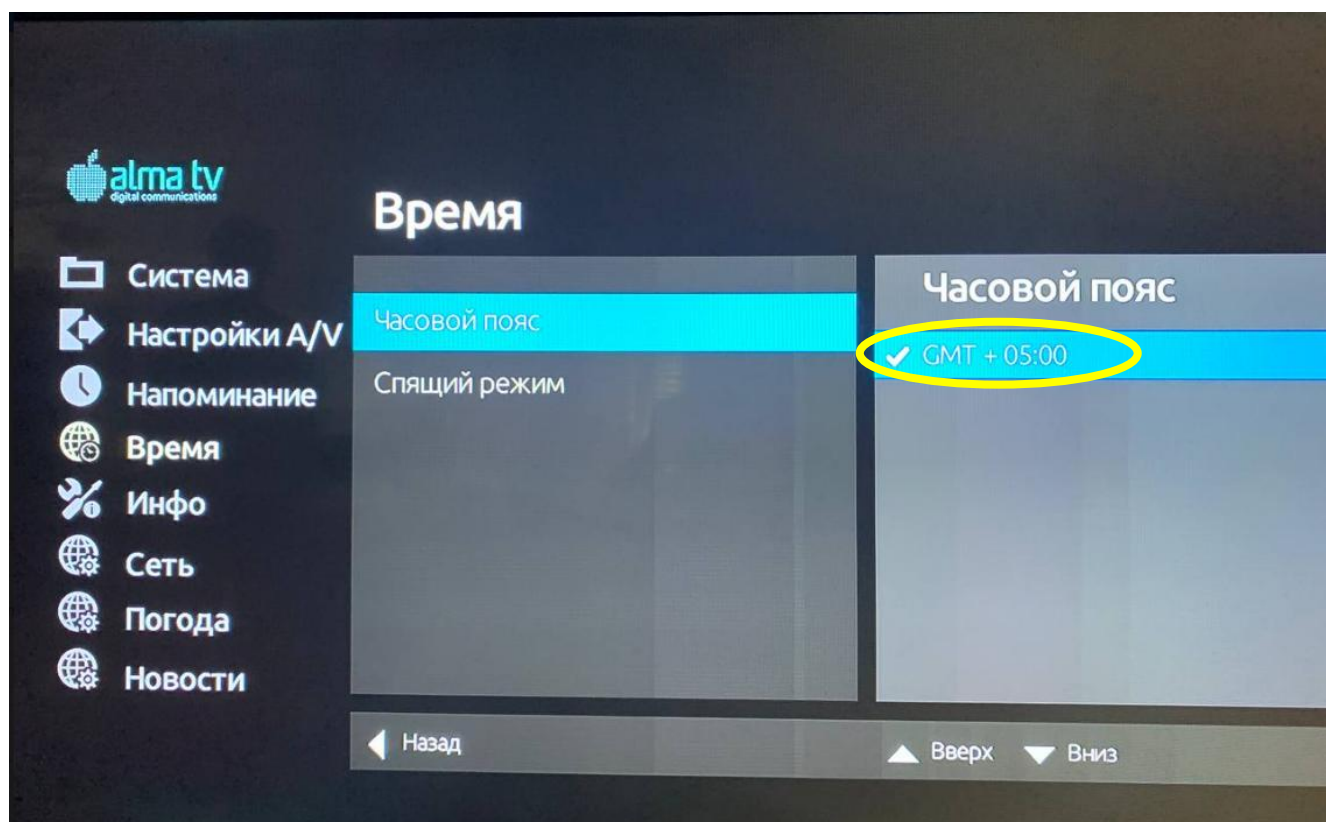 alma tv
digital communications
Время
Система
Настройки A/V
Напоминание
Время
Инфо
Сеть
Погода
Новости
Часовой пояс
Спящий режим
Часовой пояс
GMT + 05:00
Назад
Вверх
Вниз